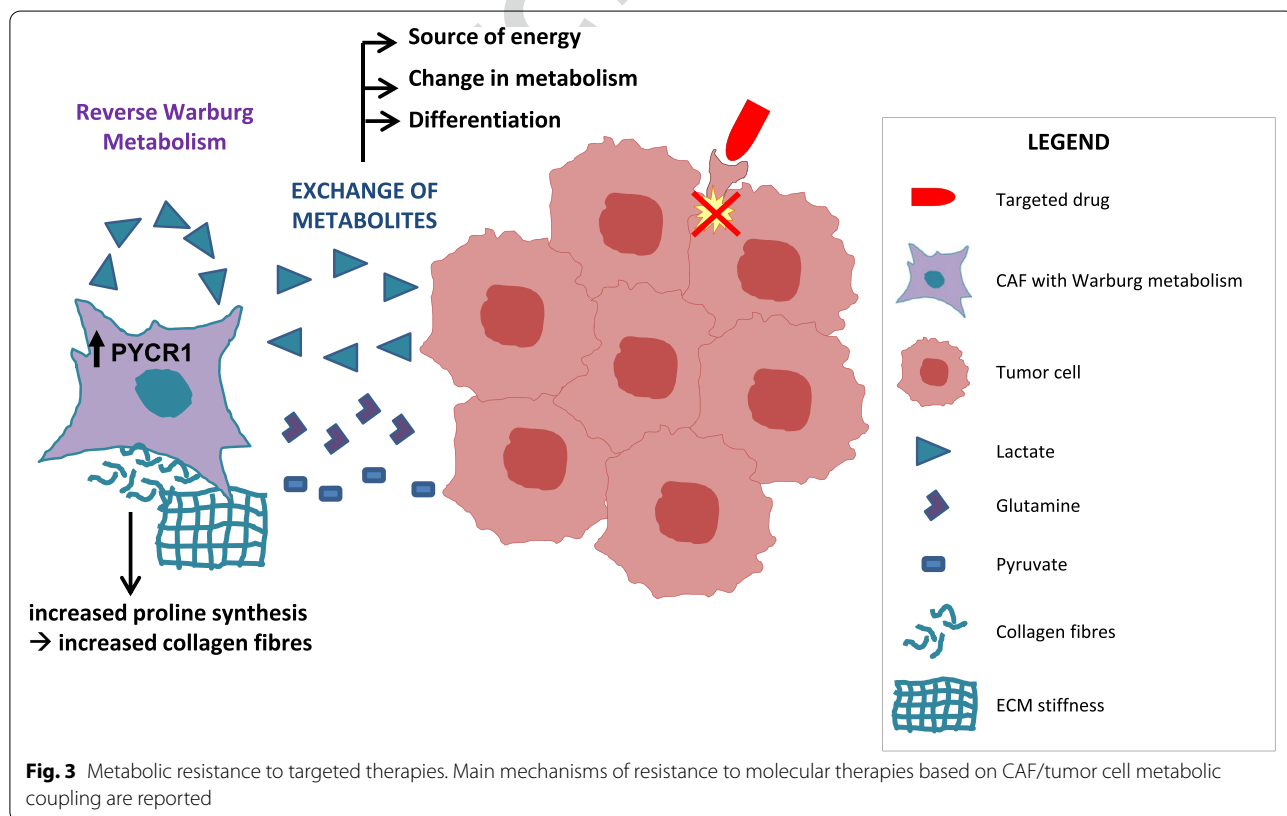 Source of energy
Change in metabolism
Differentiation
Reverse Warburg
Metabolism
EXCHANGE OF
METABOLITES
PYCR1
increased proline synthesis
→ increased collagen fibres
LEGEND
Targeted drug
CAF with Warburg metabolism
Tumor cell
Lactate
Glutamine
Pyruvate
Collagen fibres
ECM stiffness
Fig. 3 Metabolic resistance to targeted therapies. Main mechanisms of resistance to molecular therapies based on CAF/tumor cell metabolic
coupling are reported